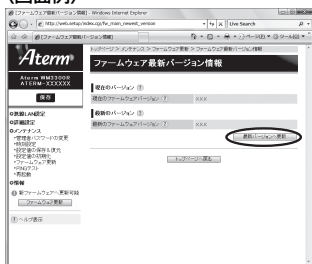 (画面例)
[ファームウェア最新バージョン情報] - Windows Internet Explorer
http://web.setup/index.cgi/fw_main_newest_version
Live Search
[ファームウェア最新バージョン情報]
ページ(P)
ツール(O)
トップページ > メンテナンス > ファームウェア更新 > ファームウェア最新バージョン情報
Aterm
ファームウェア最新バージョン情報
Aterm WM3300R
ATERM-XXXXXX
保存
無線LAN設定
詳細設定
メンテナンス
管理者パスワードの変更
時刻設定
設定値の保存&復元
設定値の初期化
ファームウェア更新
PINGテスト
再起動
情報
新ファームウェアへ更新可能
ファームウェア更新
ヘルプ表示
現在のバージョン
現在のファームウェアバージョン xxx
最新のバージョン
最新のファームウェアバージョン xxx
最新バージョンへ更新
トップページへ戻る